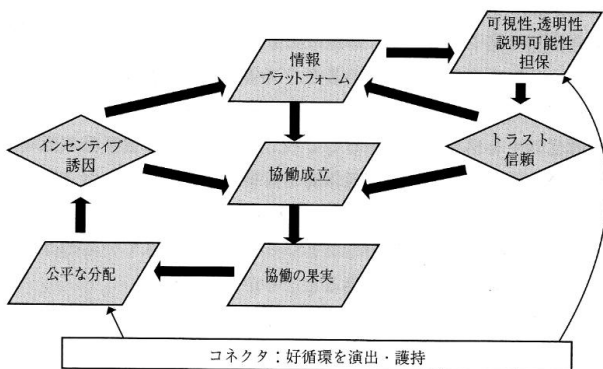 可視性,透明性
説明可能性
担保
情報
プラットフォーム
インセンティブ
誘因
トラスト
信頼
協働成立
公平な分配
協働の果実
コネクタ：好循環を演出・護持